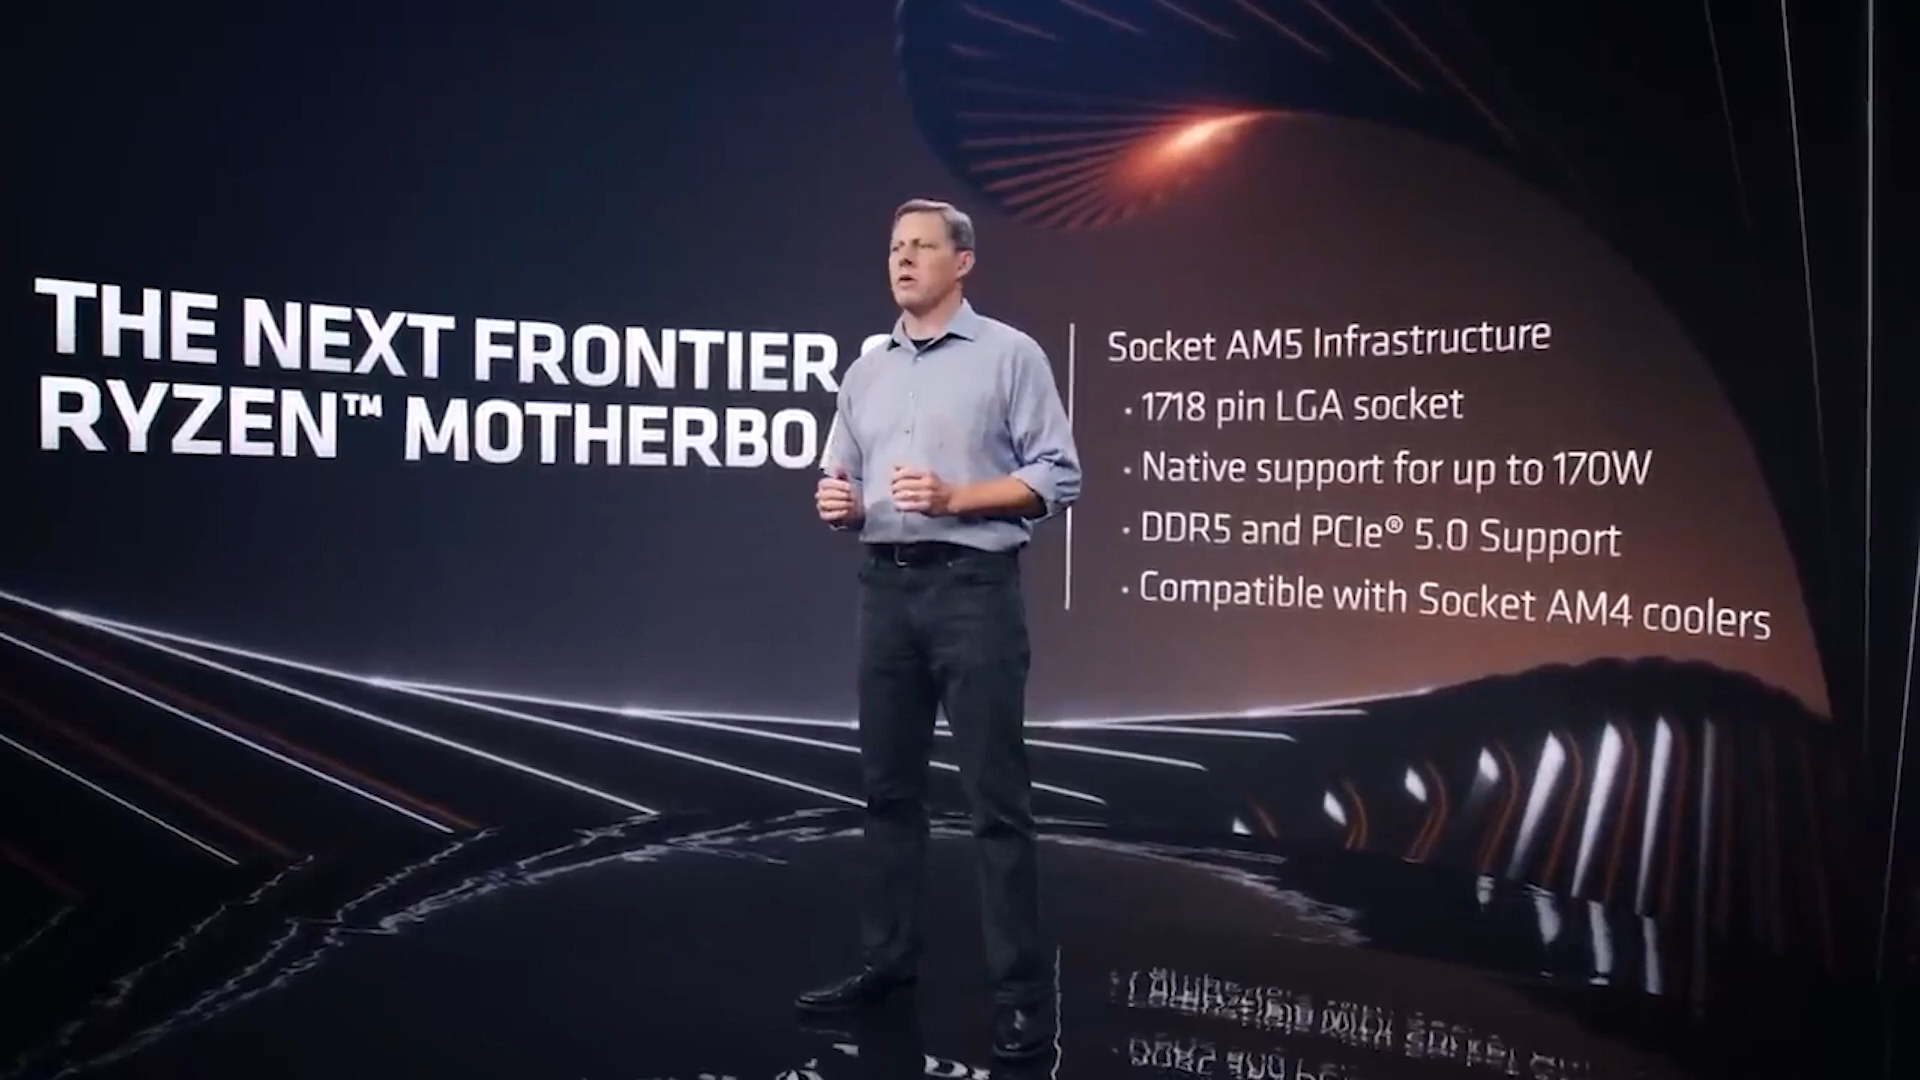 THE NEXT FRONTIER
RYZEN™ MOTHERBO
Socket AM5 Infrastructure
• 1718 pin LGA socket
• Native support for up to 170W
• DDR5 and PCIe® 5.0 Support
• Compatible with Socket AM4 coolers